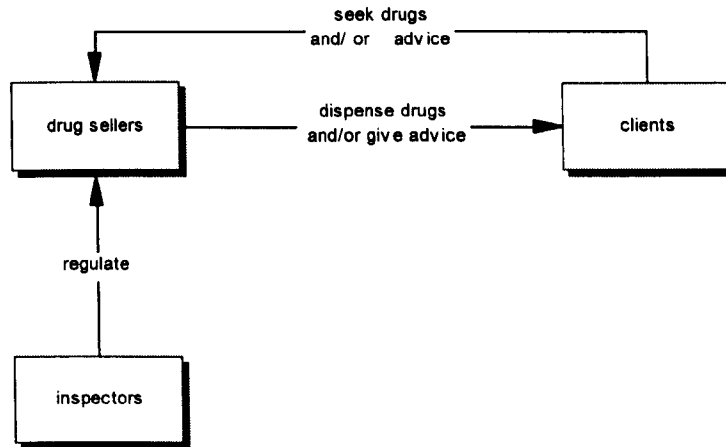 seek drugs
and/ or advice
drug sellers
dispense drugs
and/or give advice
clients
regulate
inspectors